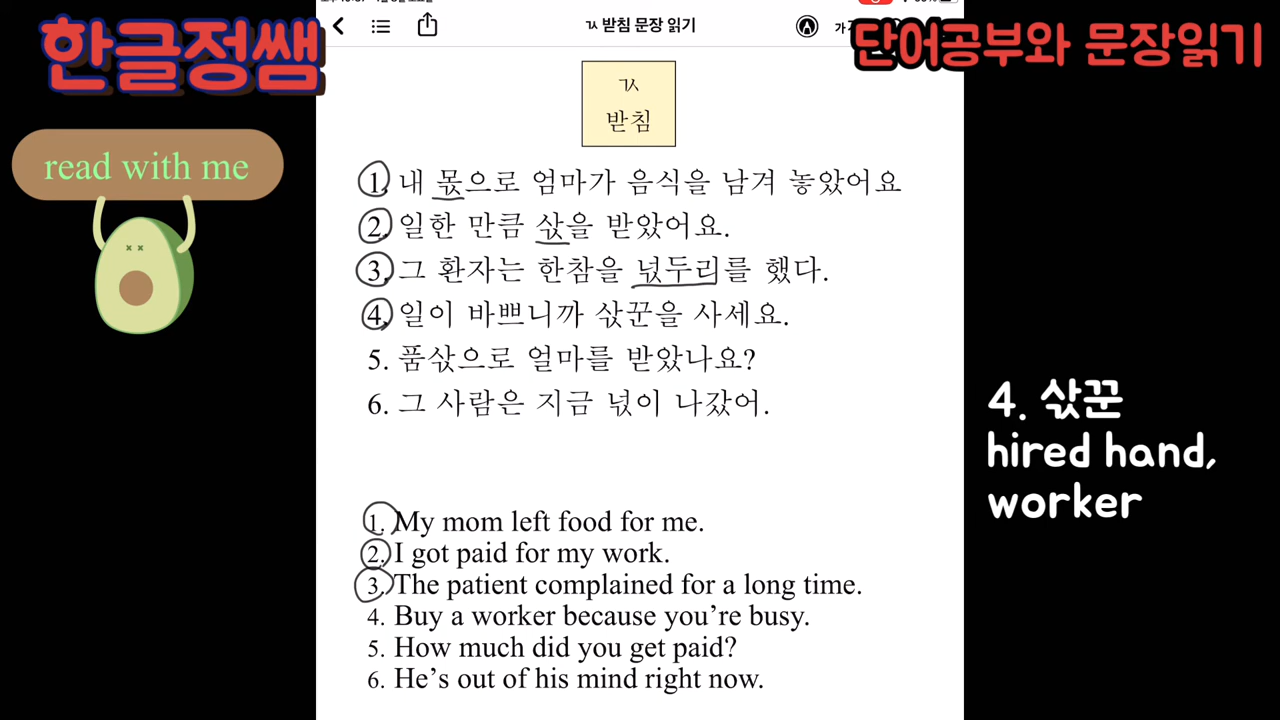 한글정쌤
단어공부와 문장읽기
read with me
ㄳ 받침 문장 읽기
ㄳ
받침
1. 내 몫으로 엄마가 음식을 남겨 놓았어요
2. 일한 만큼 삯을 받았어요.
3. 그 환자는 한참을 넋두리를 했다.
4. 일이 바쁘니까 삯꾼을 사세요.
5. 품삯으로 얼마를 받았나요?
6. 그 사람은 지금 넋이 나갔어.
4. 삯꾼
hired hand,
worker
1. My mom left food for me.
2. I got paid for my work.
3. The patient complained for a long time.
4. Buy a worker because you’re busy.
5. How much did you get paid?
6. He’s out of his mind right now.